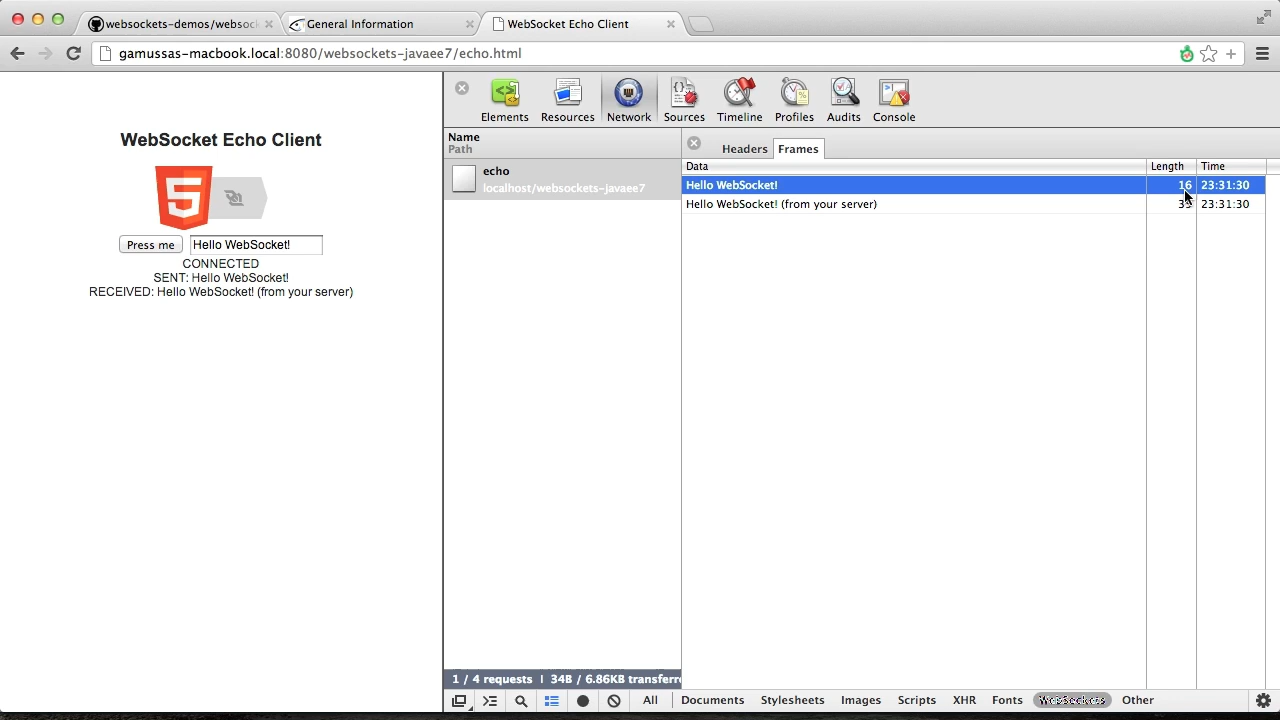 websockets-demos/websock
General Information
WebSocket Echo Client
gamussas-macbook.local:8080/websockets-javaee7/echo.html
WebSocket Echo Client
Press me
Hello WebSocket!
CONNECTED
SENT: Hello WebSocket!
RECEIVED: Hello WebSocket! (from your server)
Elements
Resources
Network
Sources
Timeline
Profiles
Audits
Console
Name
Path
echo
localhost/websockets-javaee7
Headers
Frames
Data Length Time
Hello WebSocket! 16 23:31:30
Hello WebSocket! (from your server) 23:31:30
1 / 4 requests | 34B / 6.86KB transferre
All
Documents
Stylesheets
Images
Scripts
XHR
Fonts
WebSockets
Other